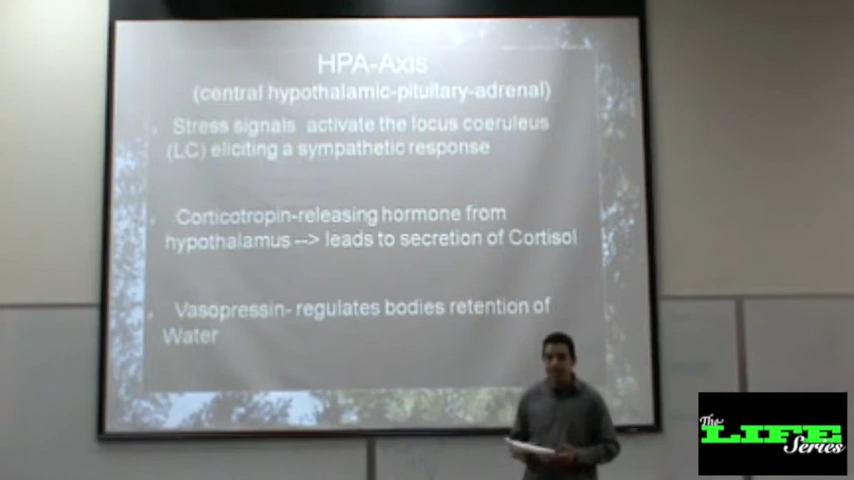 HPA-Axis
(central hypothalamic-pituitary-adrenal)
Stress signals activate the locus coeruleus
(LC) eliciting a sympathetic response
Corticotropin-releasing hormone from
hypothalamus --> leads to secretion of Cortisol
Vasopressin- regulates bodies retention of
Water
The
LIFE
Series